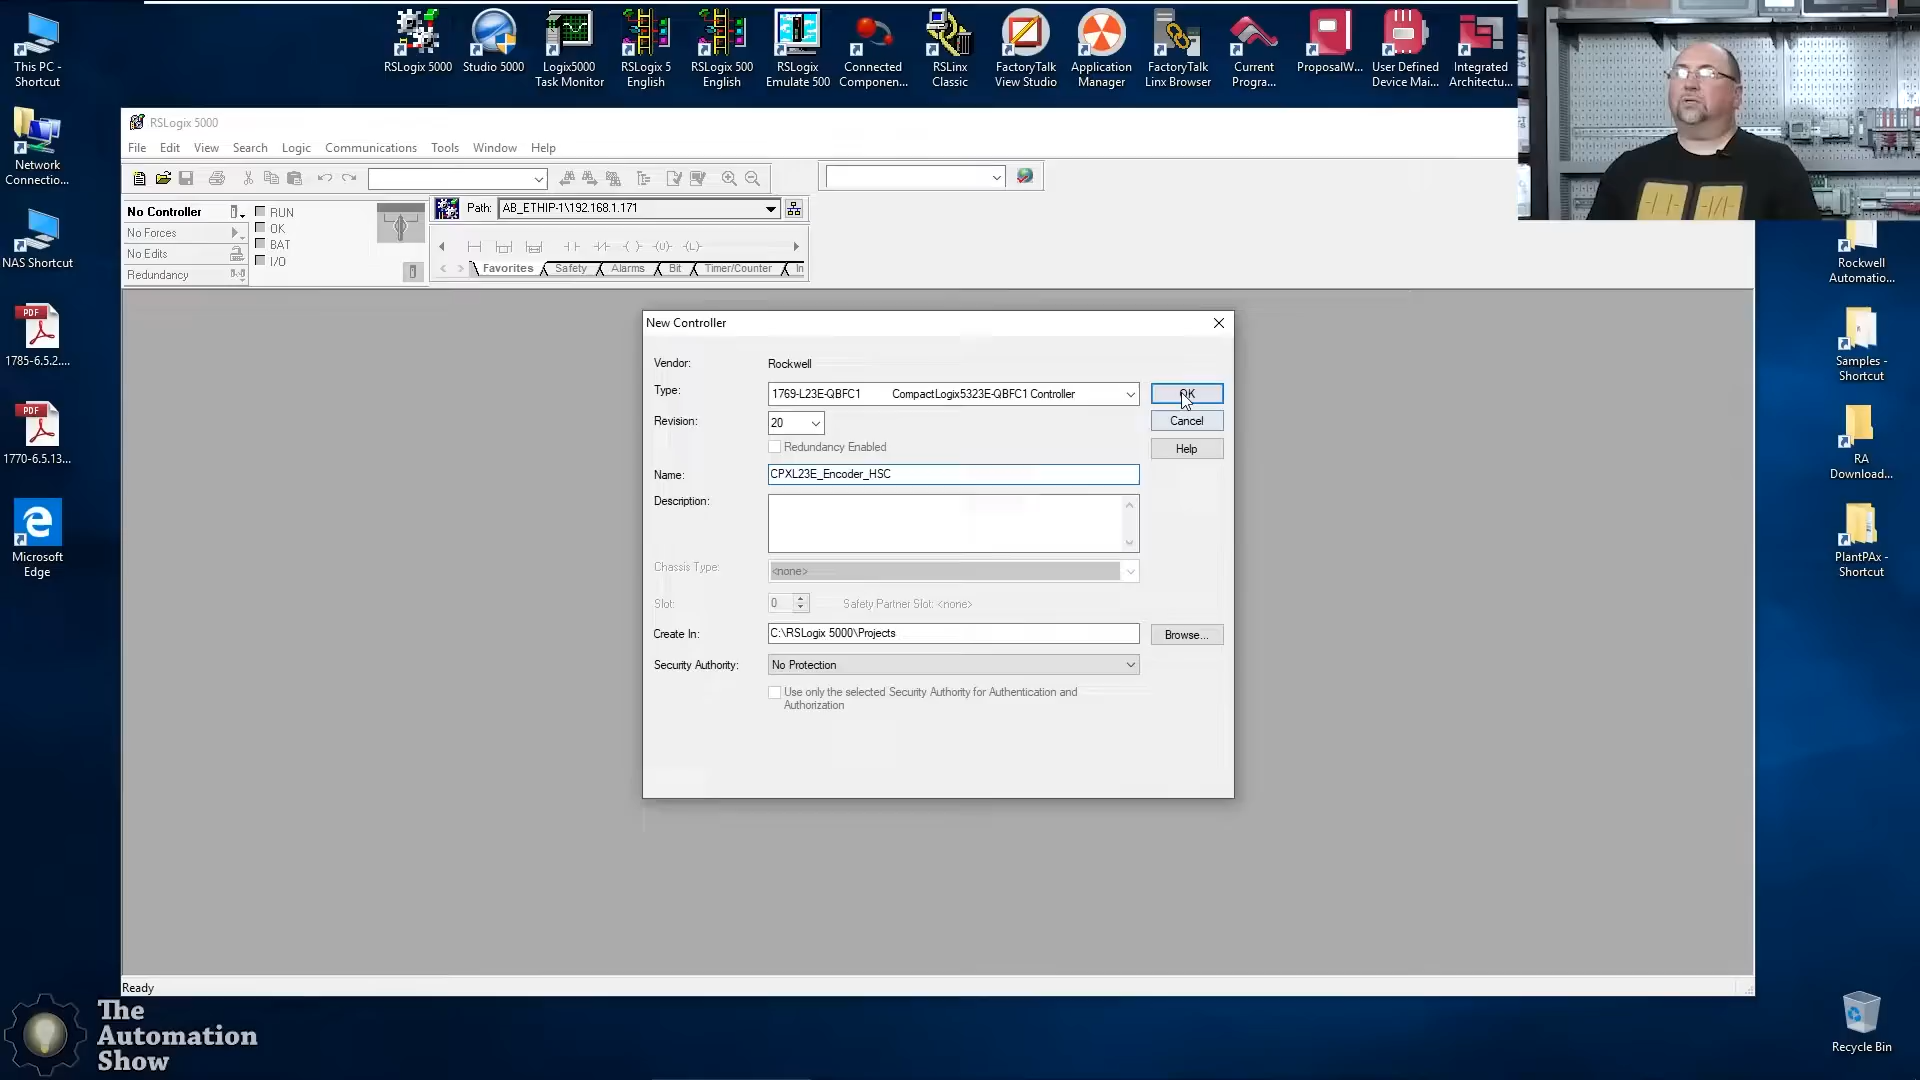 This PC -
Shortcut
RSLogix 5000
Studio 5000
Logix5000
Task Monitor
RSLogix 5
English
RSLogix 500
English
RSLogix
Emulate 500
Connected
Componen...
RSLinx
Classic
FactoryTalk
View Studio
Application
Manager
FactoryTalk
Linx Browser
Current
Progra...
ProposalW...
User Defined
Device Mai...
Integrated
Architectu...
Network
Connectio...
NAS Shortcut
PDF
1785-6.5.2....
PDF
1770-6.5.13...
Microsoft
Edge
RSLogix 5000
File Edit View Search Logic Communications Tools Window Help
No Controller
No Forces
No Edits
Redundancy
RUN
OK
BAT
I/O
Path: AB_ETHIP-1\192.168.1.171
Favorites Safety Alarms Bit Timer/Counter In
New Controller
Vendor: Rockwell
Type: 1769-L23E-QBFC1 CompactLogix5323E-QBFC1 Controller
OK
Revision: 20
Cancel
Redundancy Enabled
Help
Name: CPXL23E_Encoder_HSC
Description:
Chassis Type: <none>
Slot: 0 Safety Partner Slot: <none>
Create In: C:\RSLogix 5000\Projects
Browse...
Security Authority: No Protection
Use only the selected Security Authority for Authentication and
Authorization
Ready
Rockwell
Automatio...
Samples -
Shortcut
RA
Download...
PlantPAx -
Shortcut
Recycle Bin
The
Automation
Show